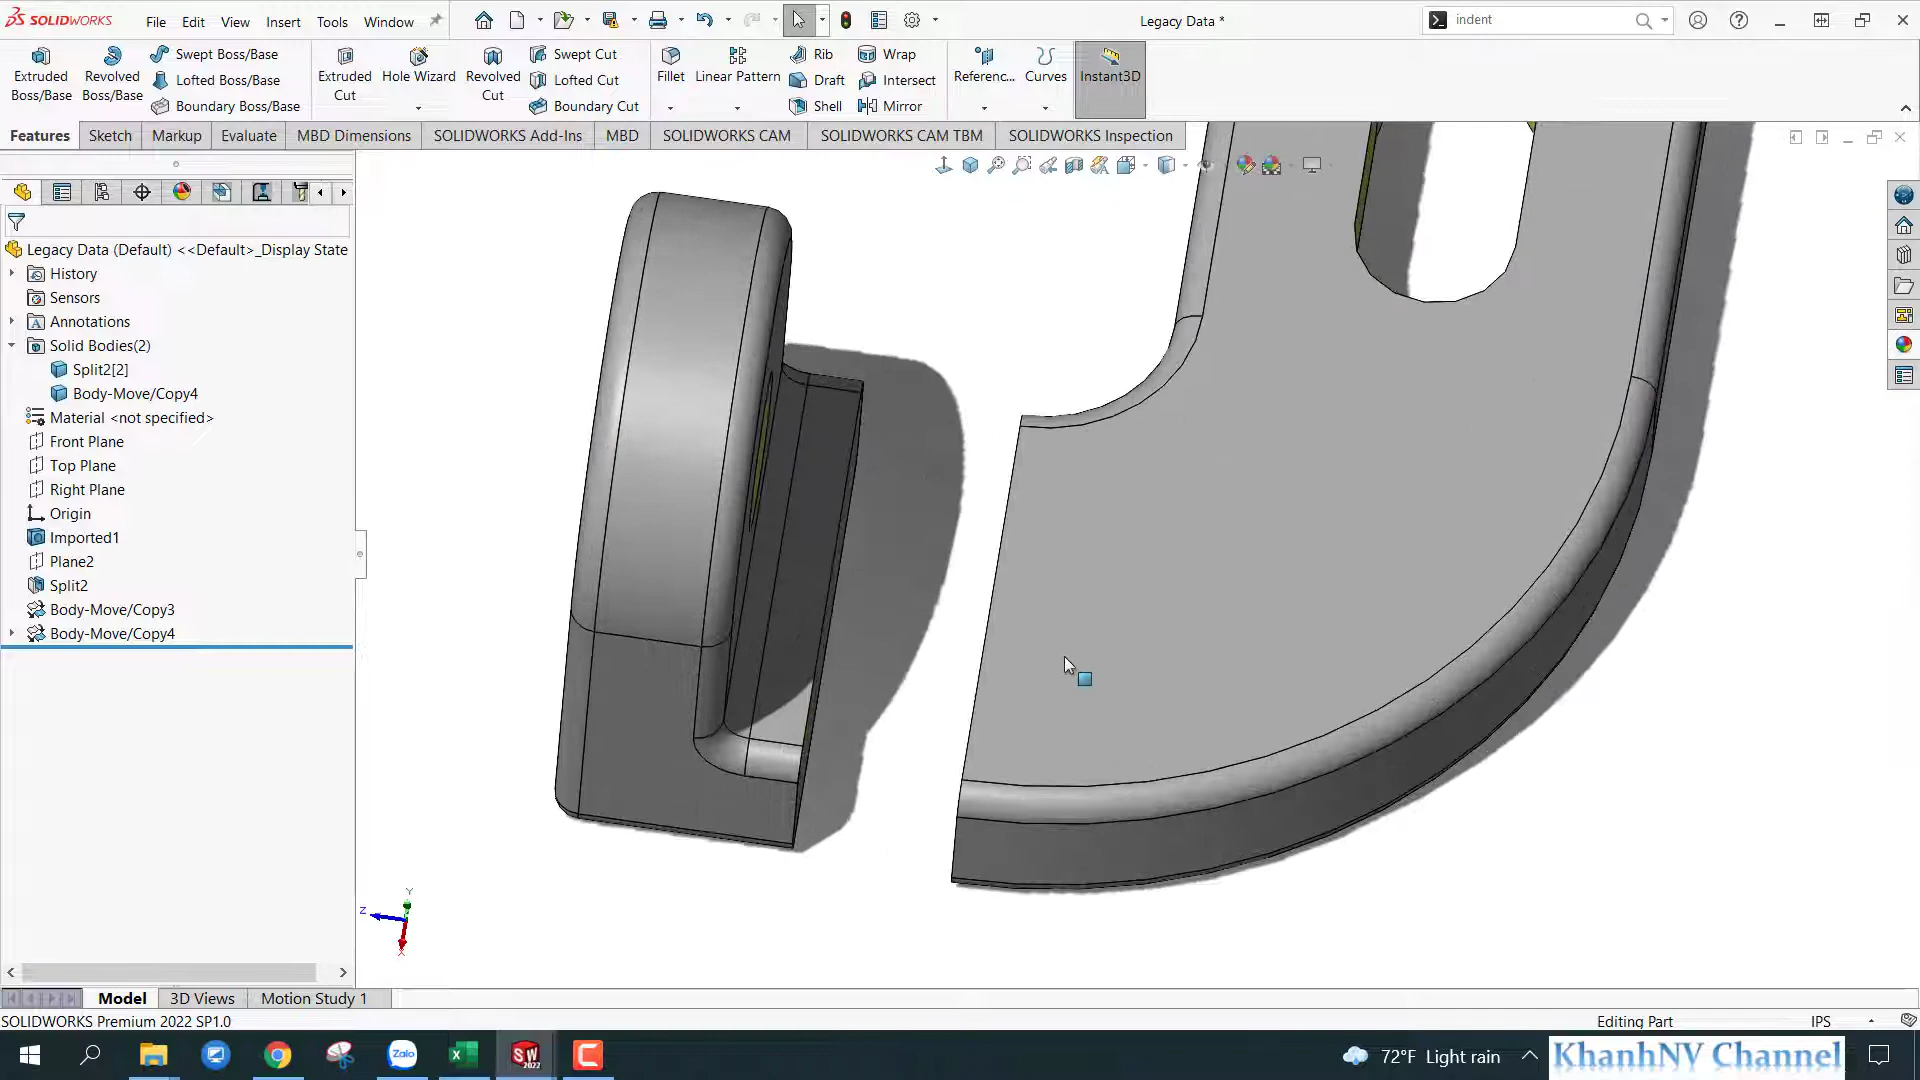 SOLIDWORKS File Edit View Insert Tools Window Legacy Data * indent
Extruded Boss/Base Revolved Boss/Base Swept Boss/Base Lofted Boss/Base Boundary Boss/Base
Extruded Cut Hole Wizard Revolved Cut Swept Cut Lofted Cut Boundary Cut
Fillet Linear Pattern Rib Draft Shell Wrap Intersect Mirror
Referenc... Curves Instant3D
Features Sketch Markup Evaluate MBD Dimensions SOLIDWORKS Add-Ins MBD SOLIDWORKS CAM SOLIDWORKS CAM TBM SOLIDWORKS Inspection
Legacy Data (Default) <<Default>_Display State
History
Sensors
Annotations
Solid Bodies(2)
Split2[2]
Body-Move/Copy4
Material <not specified>
Front Plane
Top Plane
Right Plane
Origin
Imported1
Plane2
Split2
Body-Move/Copy3
Body-Move/Copy4
Y
Z
X
Model 3D Views Motion Study 1
SOLIDWORKS Premium 2022 SP1.0 Editing Part IPS
Zalo SW 2022 72°F Light rain KhanhNV Channel